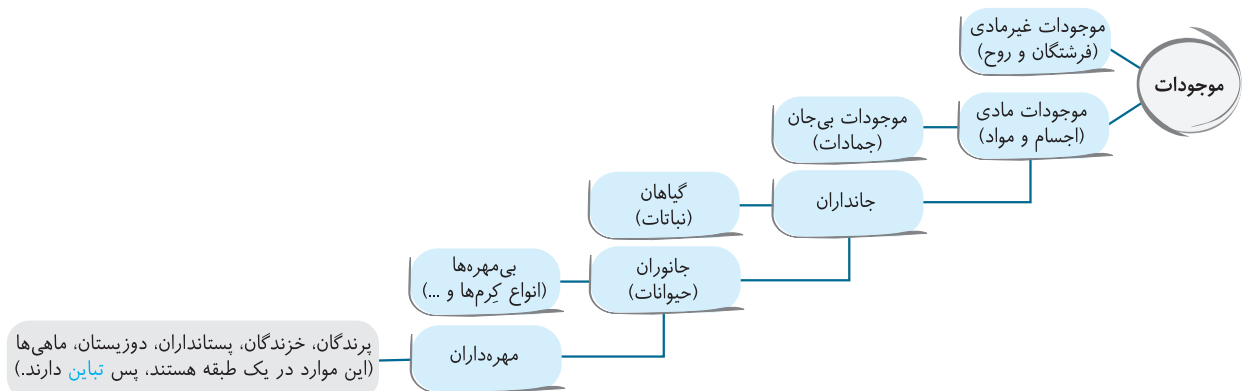 موجودات
موجودات غیرمادی
(فرشتگان و روح)
موجودات مادی
(اجسام و مواد)
موجودات بی‌جان
(جمادات)
جانداران
گیاهان
(نباتات)
جانوران
(حیوانات)
بی‌مهره‌ها
(انواع کِرم‌ها و ...)
مهره‌داران
پرندگان، خزندگان، پستانداران، دوزیستان، ماهی‌ها
(این موارد در یک طبقه هستند، پس تباین دارند.)